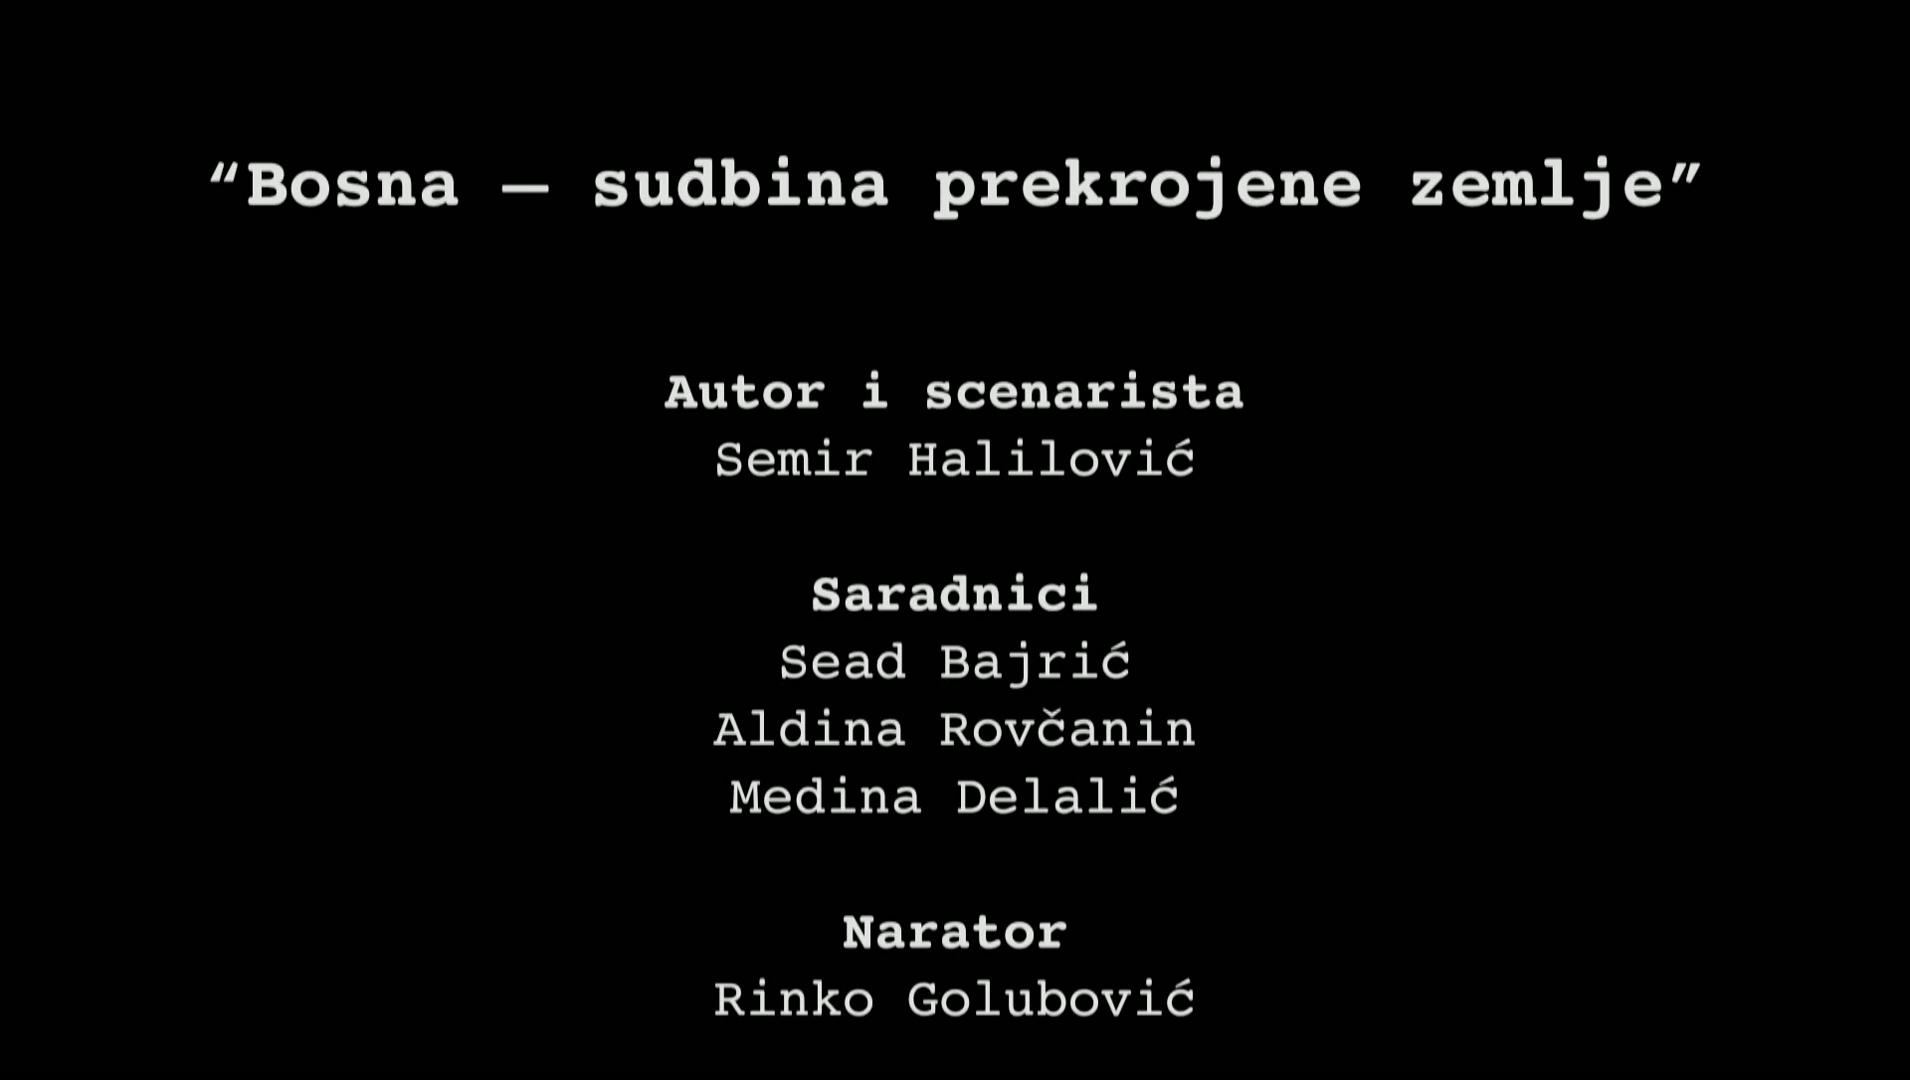 “Bosna – sudbina prekrojene zemlje”
Autor i scenarista
Semir Halilović
Saradnici
Sead Bajrić
Aldina Rovčanin
Medina Delalić
Narator
Rinko Golubović